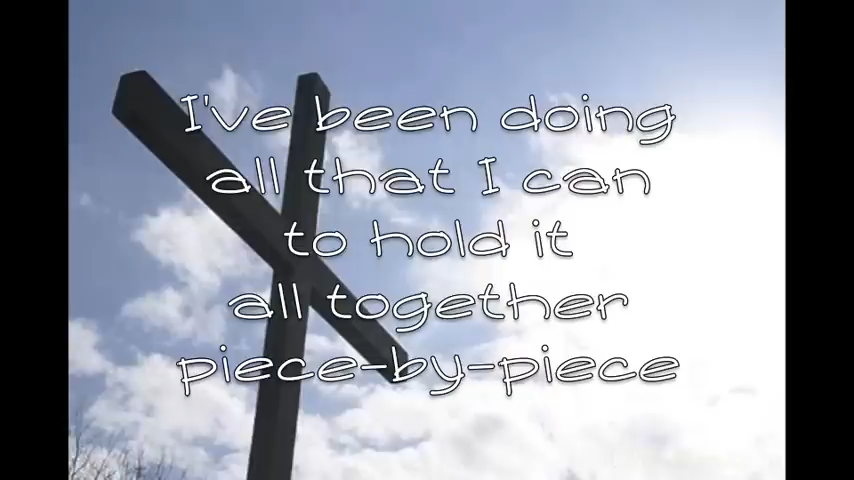 I've been doing
all that I can
to hold it
all together
piece-by-piece